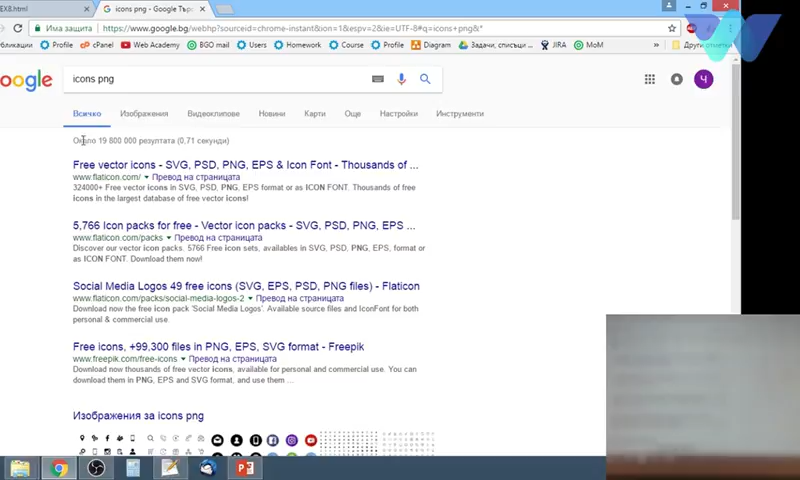 EX8.html
icons png - Google Търс
Има защита
https://www.google.bg/webhp?sourceid=chrome-instant&ion=1&espv=2&ie=UTF-8#q=icons+png&*
убликации
Profile
cPanel
Web Academy
BGO mail
Users
Homework
Course
Profile
Diagram
Задачи, списъци ...
JIRA
MoM
»
Други отметки
oogle
icons png
Всичко
Изображения
Видеоклипове
Новини
Карти
Още
Настройки
Инструменти
Около 19 800 000 резултата (0,71 секунди)
Free vector icons - SVG, PSD, PNG, EPS & Icon Font - Thousands of ...
www.flaticon.com/ ▼ Превод на страницата
324000+ Free vector icons in SVG, PSD, PNG, EPS format or as ICON FONT. Thousands of free
icons in the largest database of free vector icons!
5,766 Icon packs for free - Vector icon packs - SVG, PSD, PNG, EPS ...
www.flaticon.com/packs ▼ Превод на страницата
Discover our vector icon packs. 5766 Free icon sets, availables in SVG, PSD, PNG, EPS, format or
as ICON FONT. Download them now!
Social Media Logos 49 free icons (SVG, EPS, PSD, PNG files) - Flaticon
www.flaticon.com/packs/social-media-logos-2 ▼ Превод на страницата
Download now the free icon pack 'Social Media Logos'. Available source files and IconFont for both
personal & commercial use.
Free icons, +99,300 files in PNG, EPS, SVG format - Freepik
www.freepik.com/free-icons ▼ Превод на страницата
Download now thousands of free vector icons, available for personal and commercial use. You can
download them in PNG, EPS and SVG format, and use them ...
Изображения за icons png
Ч